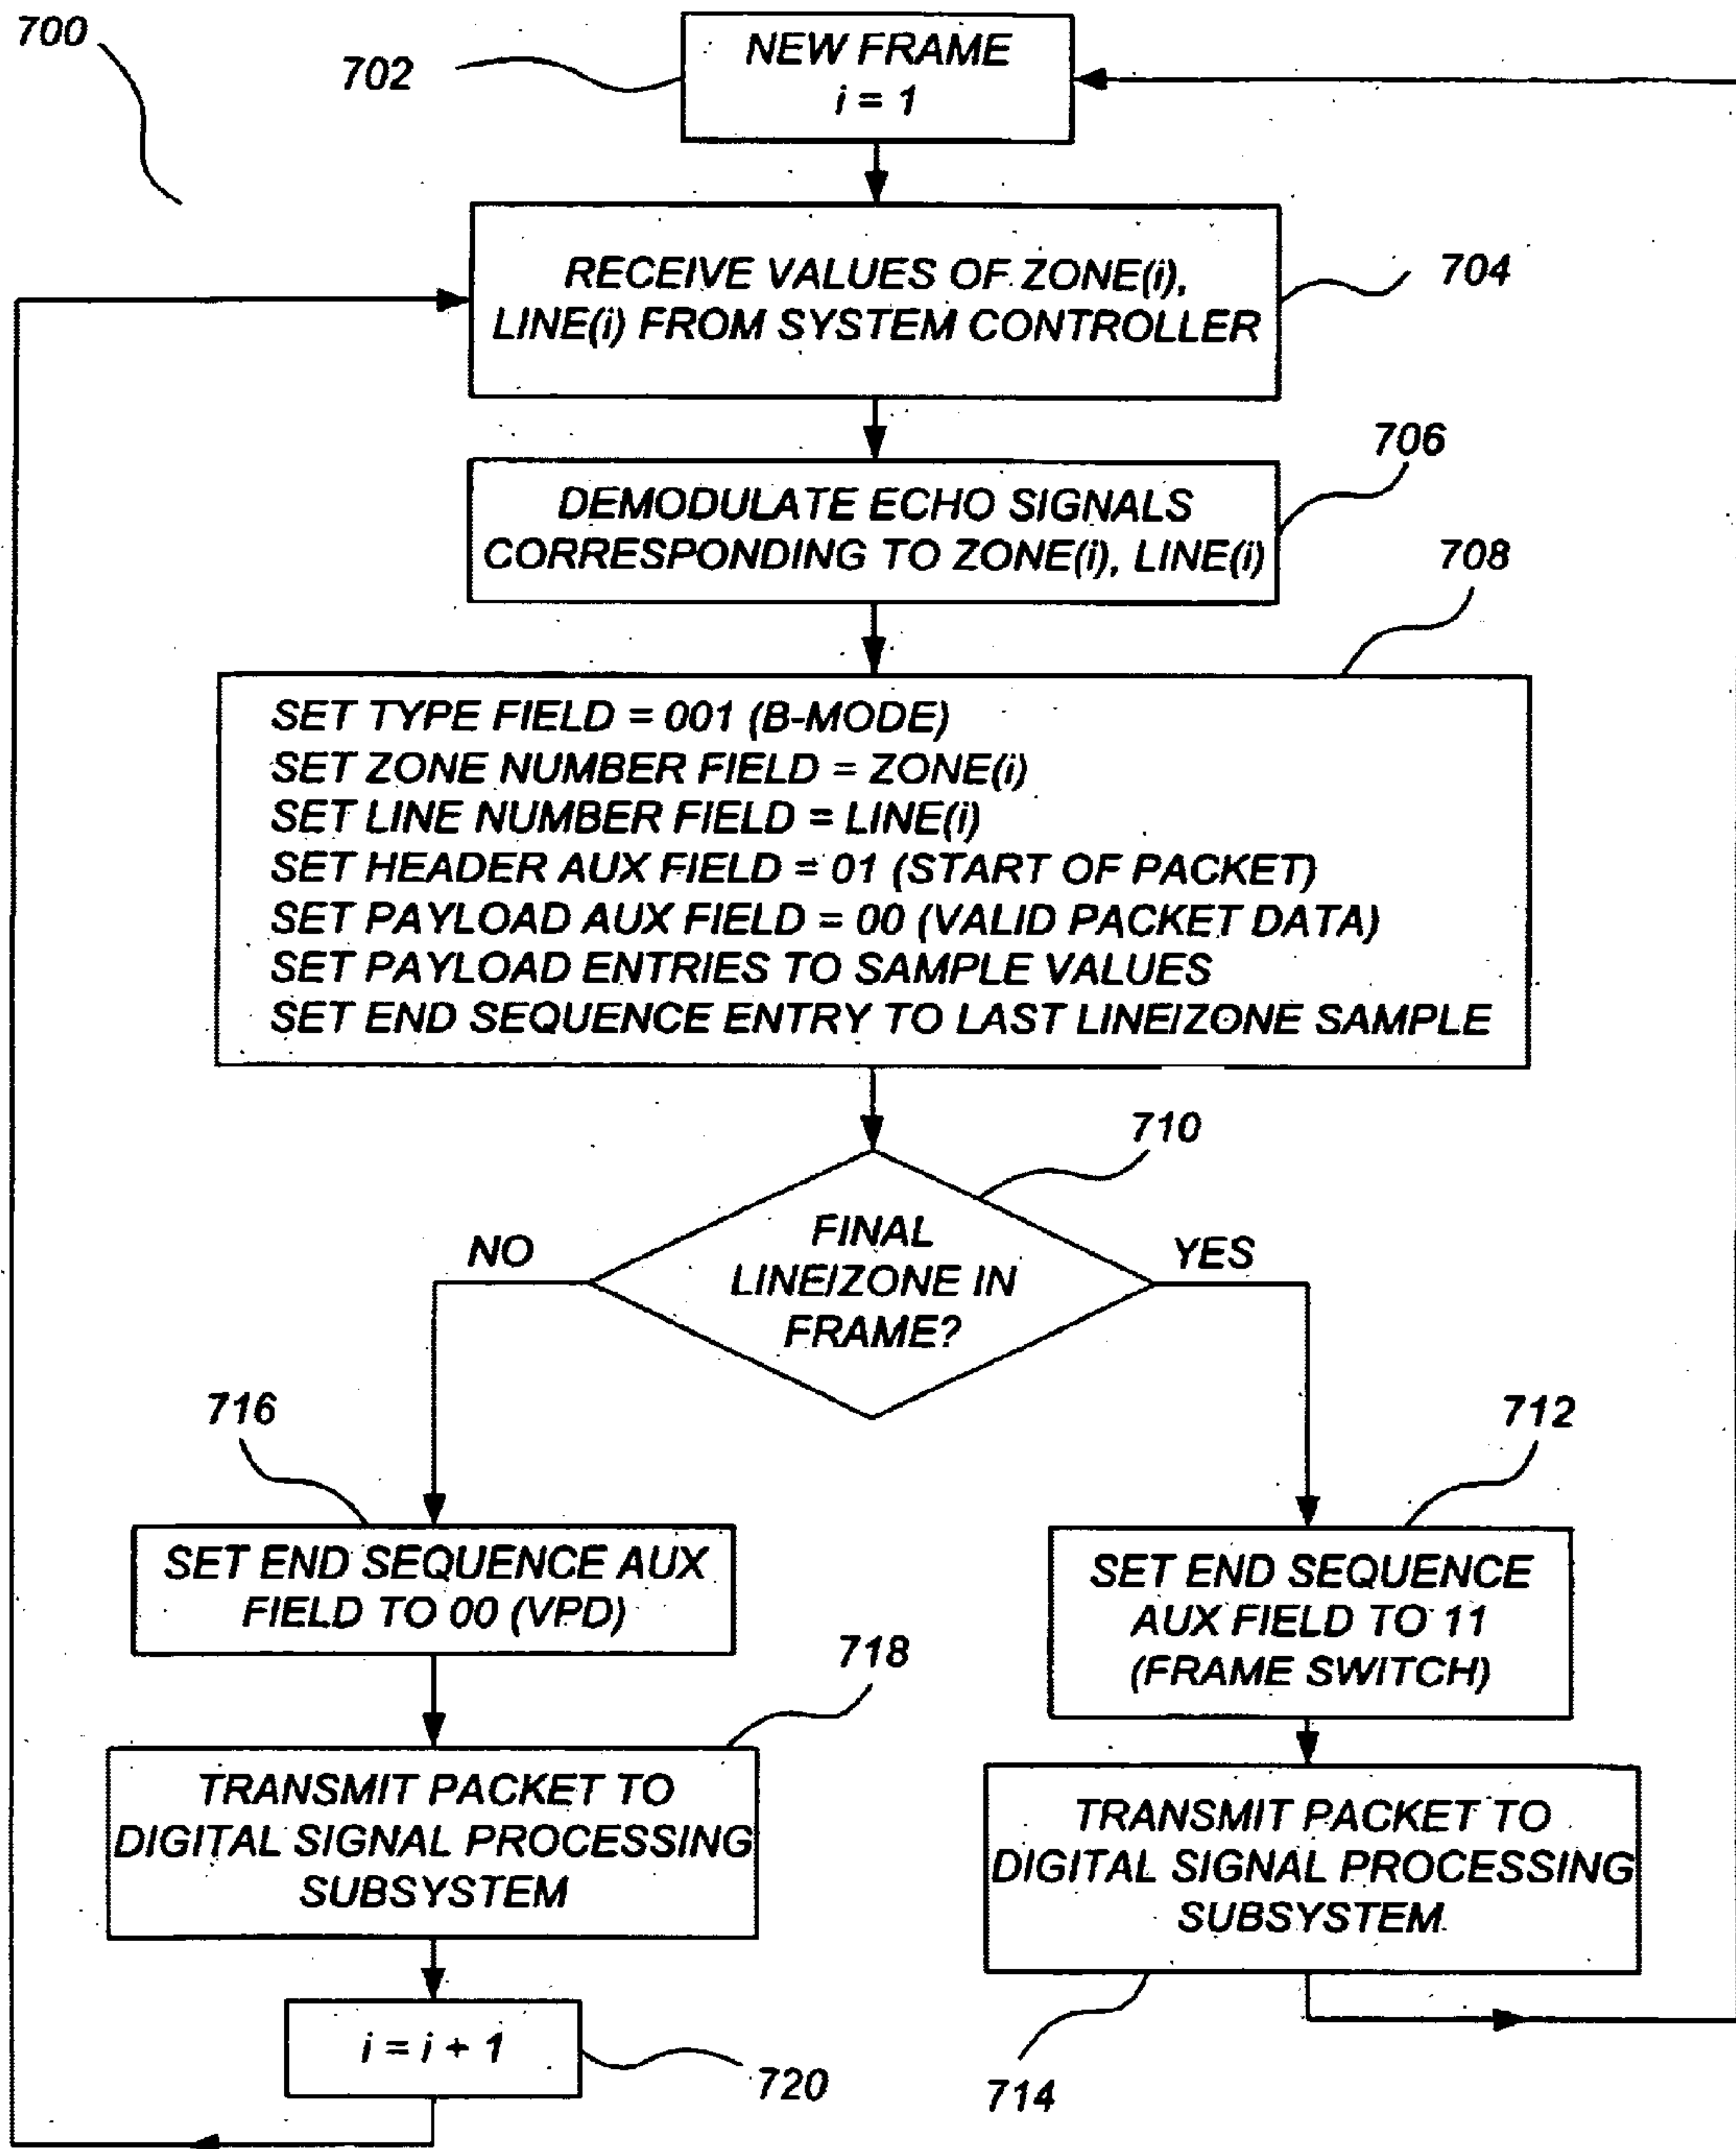 700
702
NEW FRAME
i = 1
RECEIVE VALUES OF ZONE(i),
LINE(i) FROM SYSTEM CONTROLLER
704
706
DEMODULATE ECHO SIGNALS
CORRESPONDING TO ZONE(i), LINE(i)
708
SET TYPE FIELD = 001 (B-MODE)
SET ZONE NUMBER FIELD = ZONE(i)
SET LINE NUMBER FIELD = LINE(i)
SET HEADER AUX FIELD = 01 (START OF PACKET)
SET PAYLOAD AUX FIELD = 00 (VALID PACKET DATA)
SET PAYLOAD ENTRIES TO SAMPLE VALUES
SET END SEQUENCE ENTRY TO LAST LINE/ZONE SAMPLE
710
NO
FINAL
LINE/ZONE IN
FRAME?
YES
716
712
SET END SEQUENCE AUX
FIELD TO 00 (VPD)
SET END SEQUENCE
AUX FIELD TO 11
(FRAME SWITCH)
718
TRANSMIT PACKET TO
DIGITAL SIGNAL PROCESSING
SUBSYSTEM
TRANSMIT PACKET TO
DIGITAL SIGNAL PROCESSING
SUBSYSTEM
i = i + 1
720
714